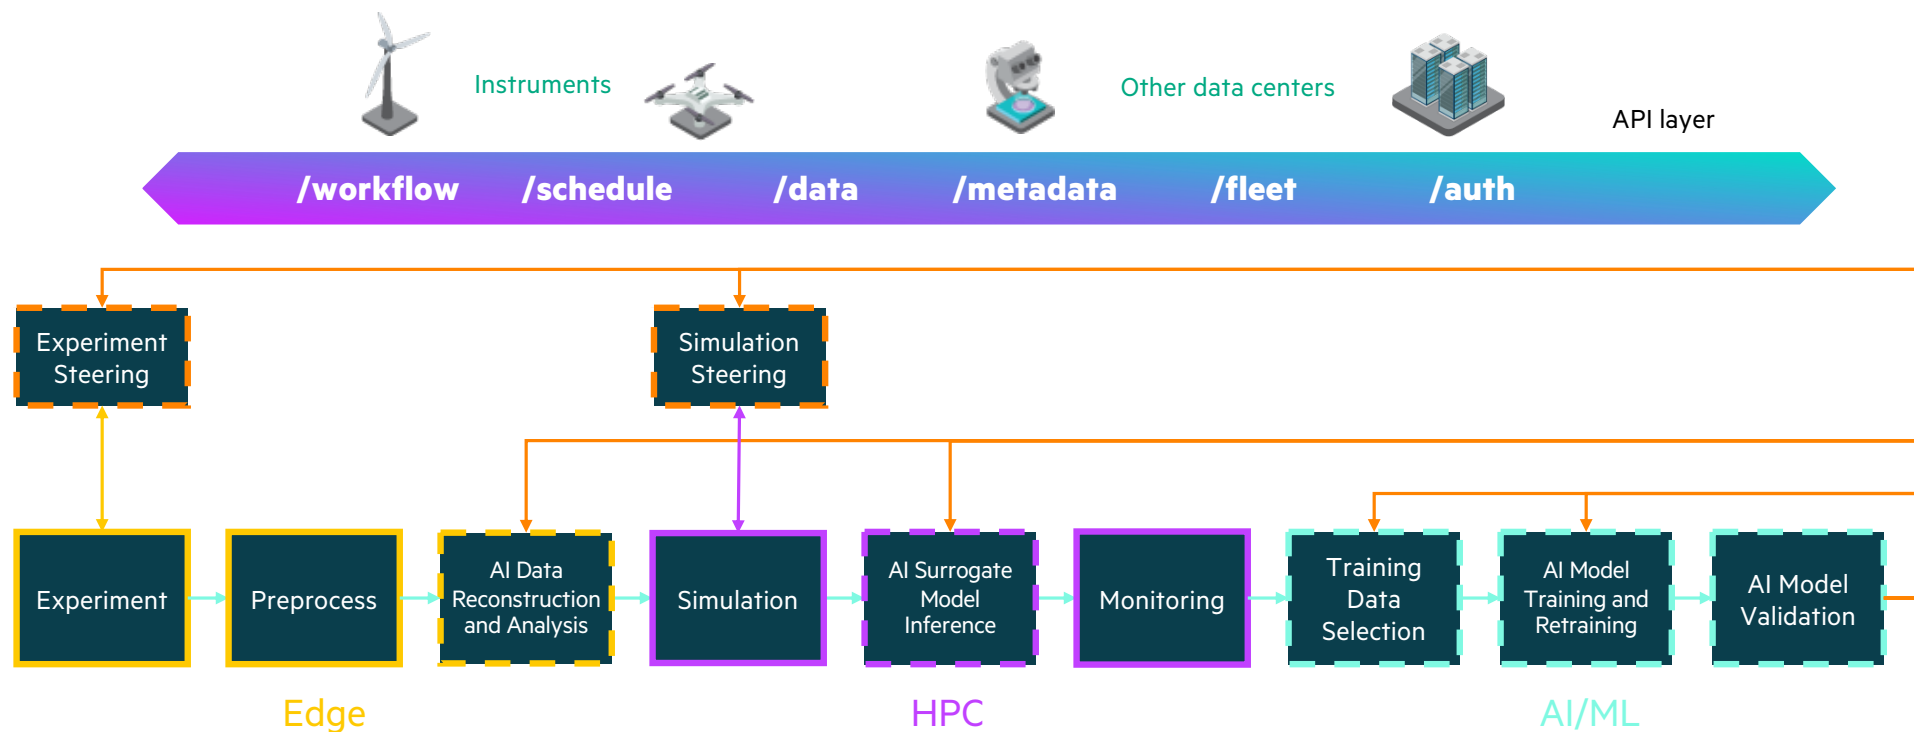 Instruments
Other data centers
API layer
/workflow
/schedule
/data
/metadata
/fleet
/auth
Experiment
Steering
Simulation
Steering
Experiment
Preprocess
AI Data
Reconstruction
and Analysis
Simulation
AI Surrogate
Model
Inference
Monitoring
Training
Data
Selection
AI Model
Training and
Retraining
AI Model
Validation
Edge
HPC
AI/ML